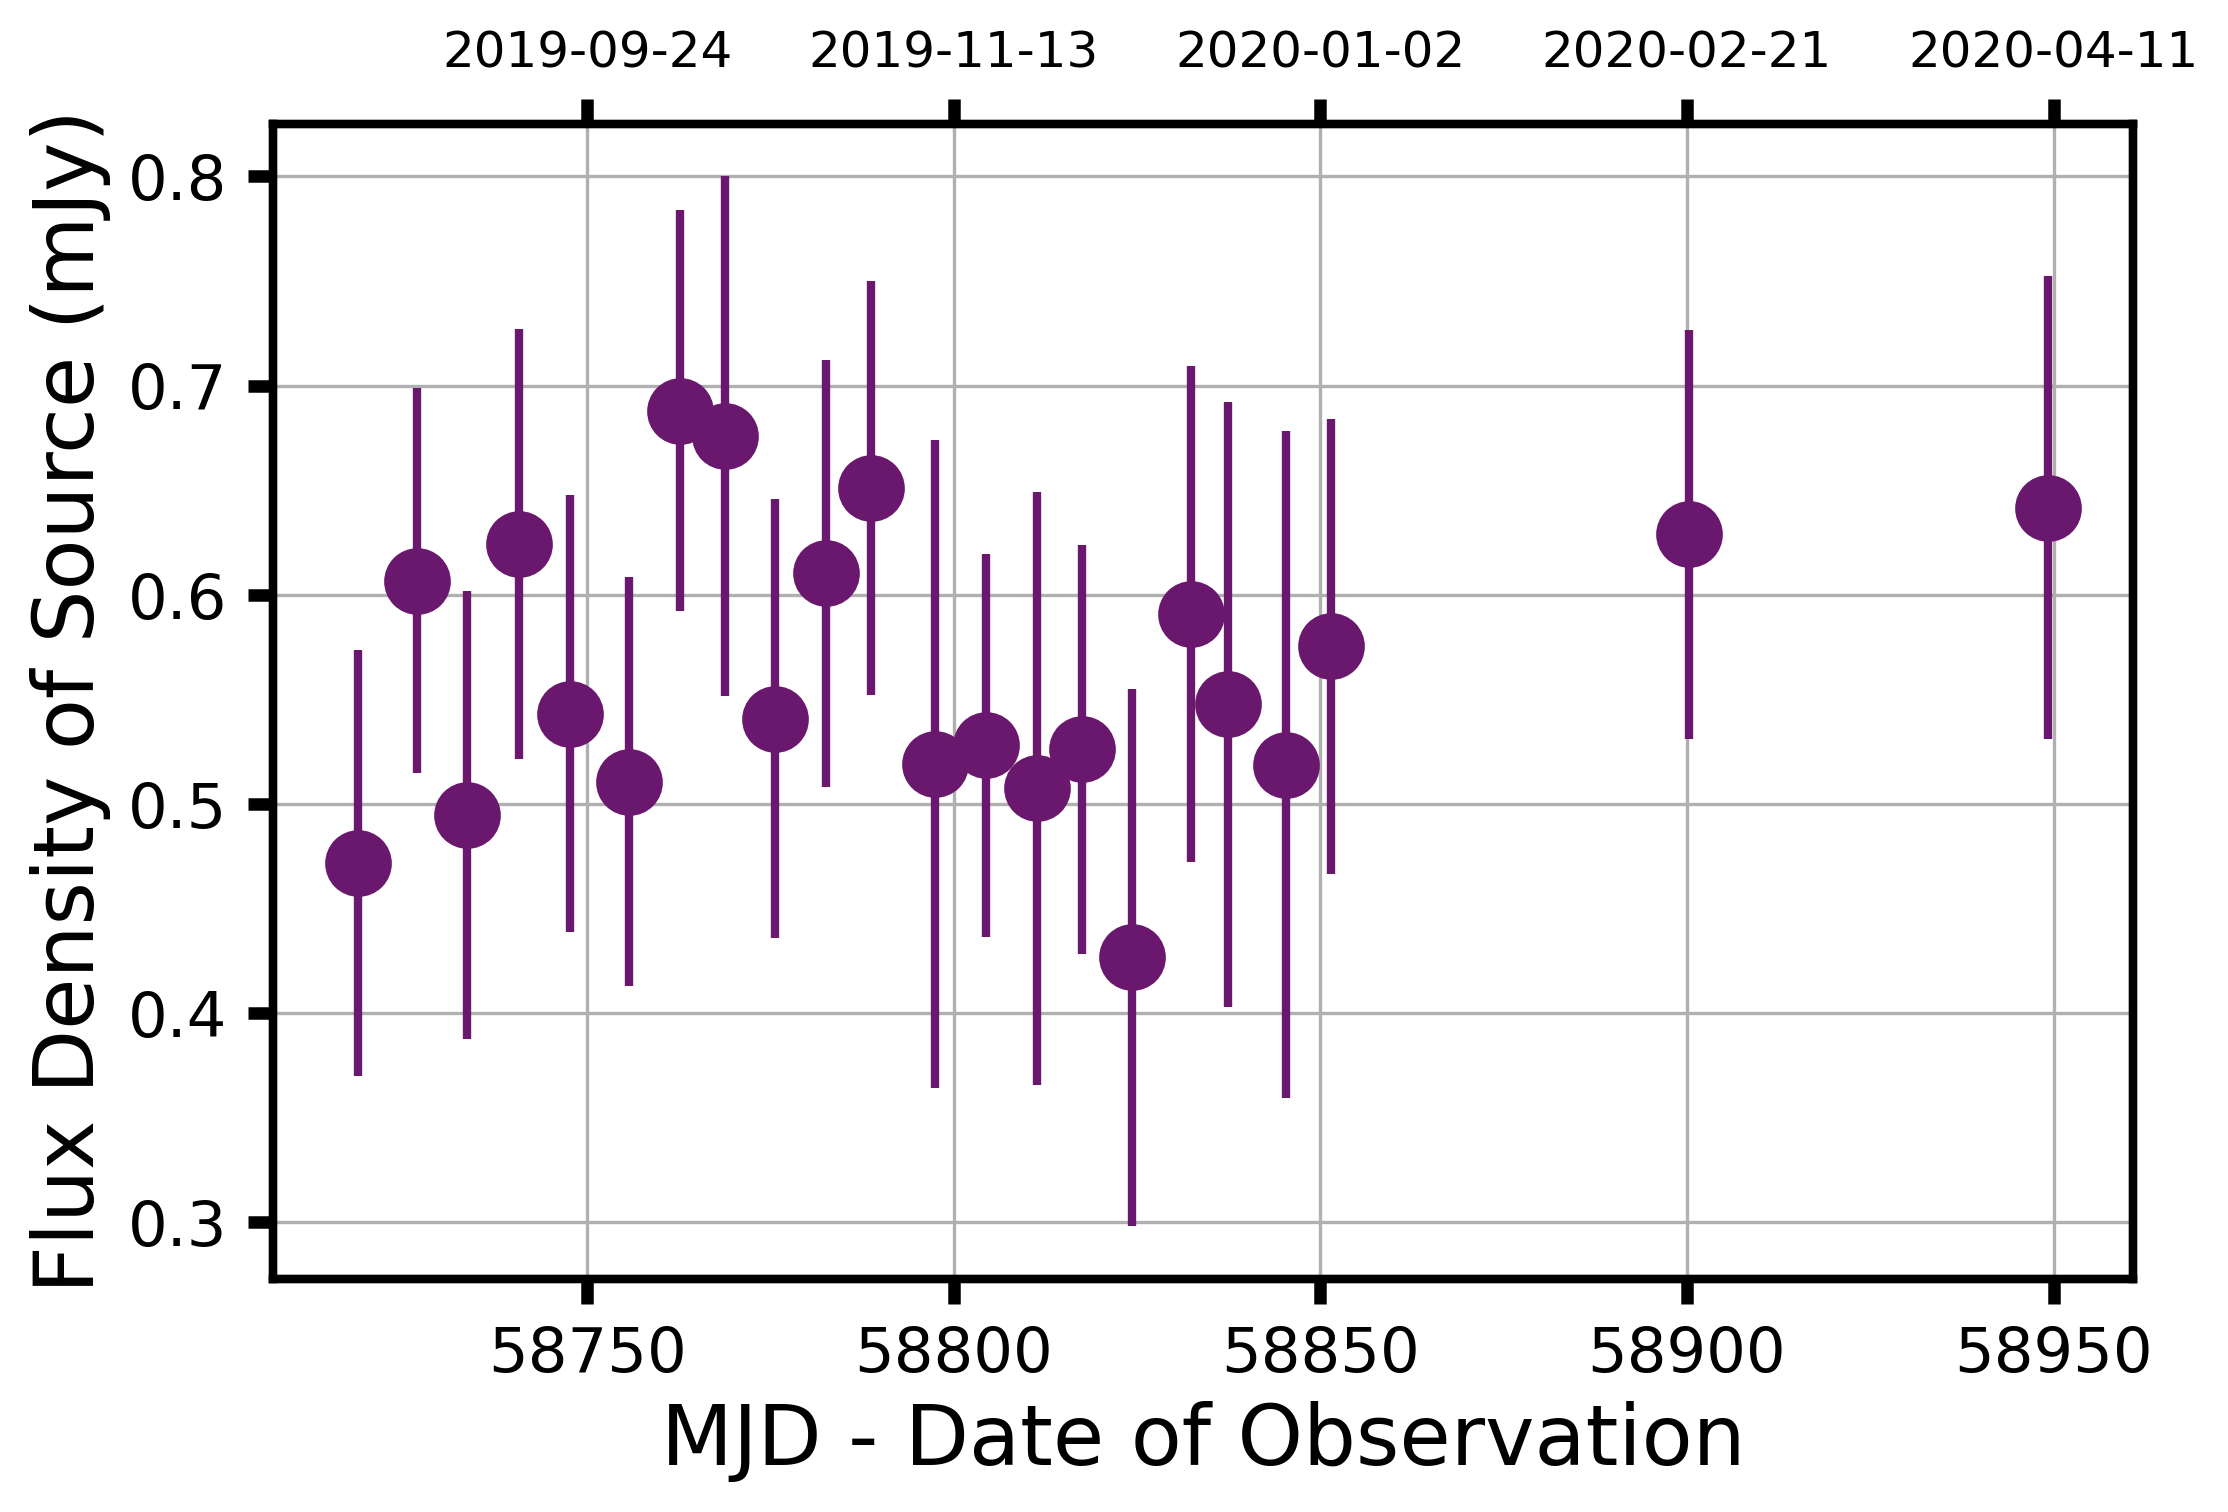 2019-09-24 2019-11-13 2020-01-02 2020-02-21 2020-04-11
Flux Density of Source (mJy)
0.8
0.7
0.6
0.5
0.4
0.3
58750 58800 58850 58900 58950
MJD - Date of Observation